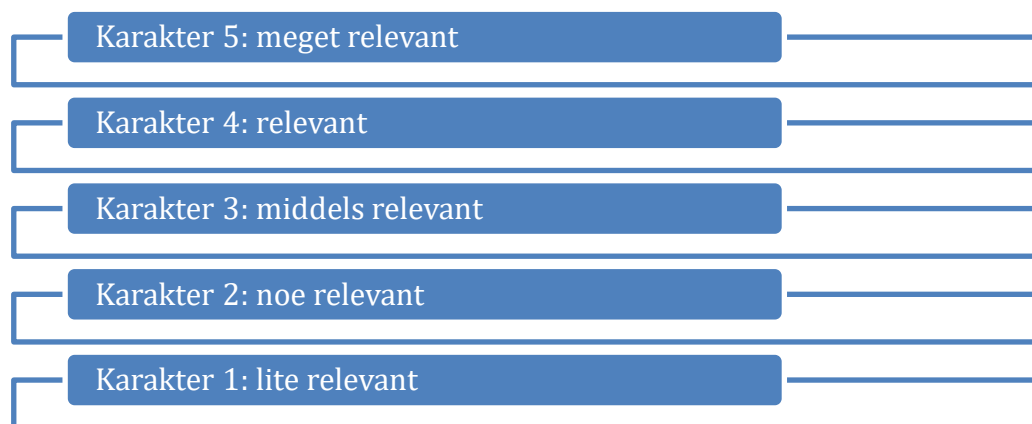 Karakter 5: meget relevant
Karakter 4: relevant
Karakter 3: middels relevant
Karakter 2: noe relevant
Karakter 1: lite relevant